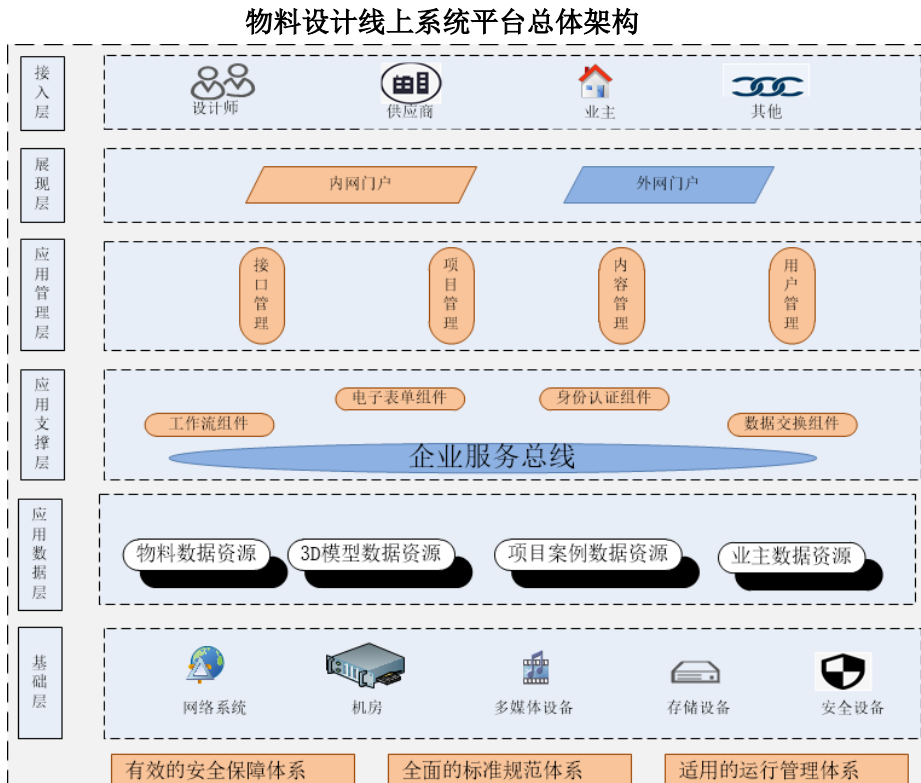 物料设计线上系统平台总体架构
接入层
设计师
供应商
业主
其他
展现层
内网门户
外网门户
应用管理层
接口管理
项目管理
内容管理
用户管理
应用支撑层
电子表单组件
身份认证组件
工作流组件
数据交换组件
企业服务总线
应用数据层
物料数据资源
3D模型数据资源
项目案例数据资源
业主数据资源
基础层
网络系统
机房
多媒体设备
存储设备
安全设备
有效的安全保障体系
全面的标准规范体系
适用的运行管理体系